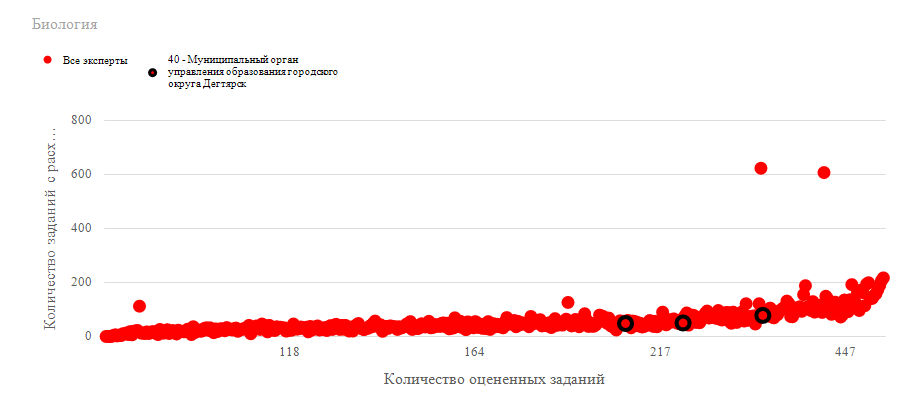 Биология
Все эксперты
40 - Муниципальный орган
управления образования городского
округа Дегтярск
Количество заданий с расх...
800
600
400
200
0
118
164
217
447
Количество оцененных заданий